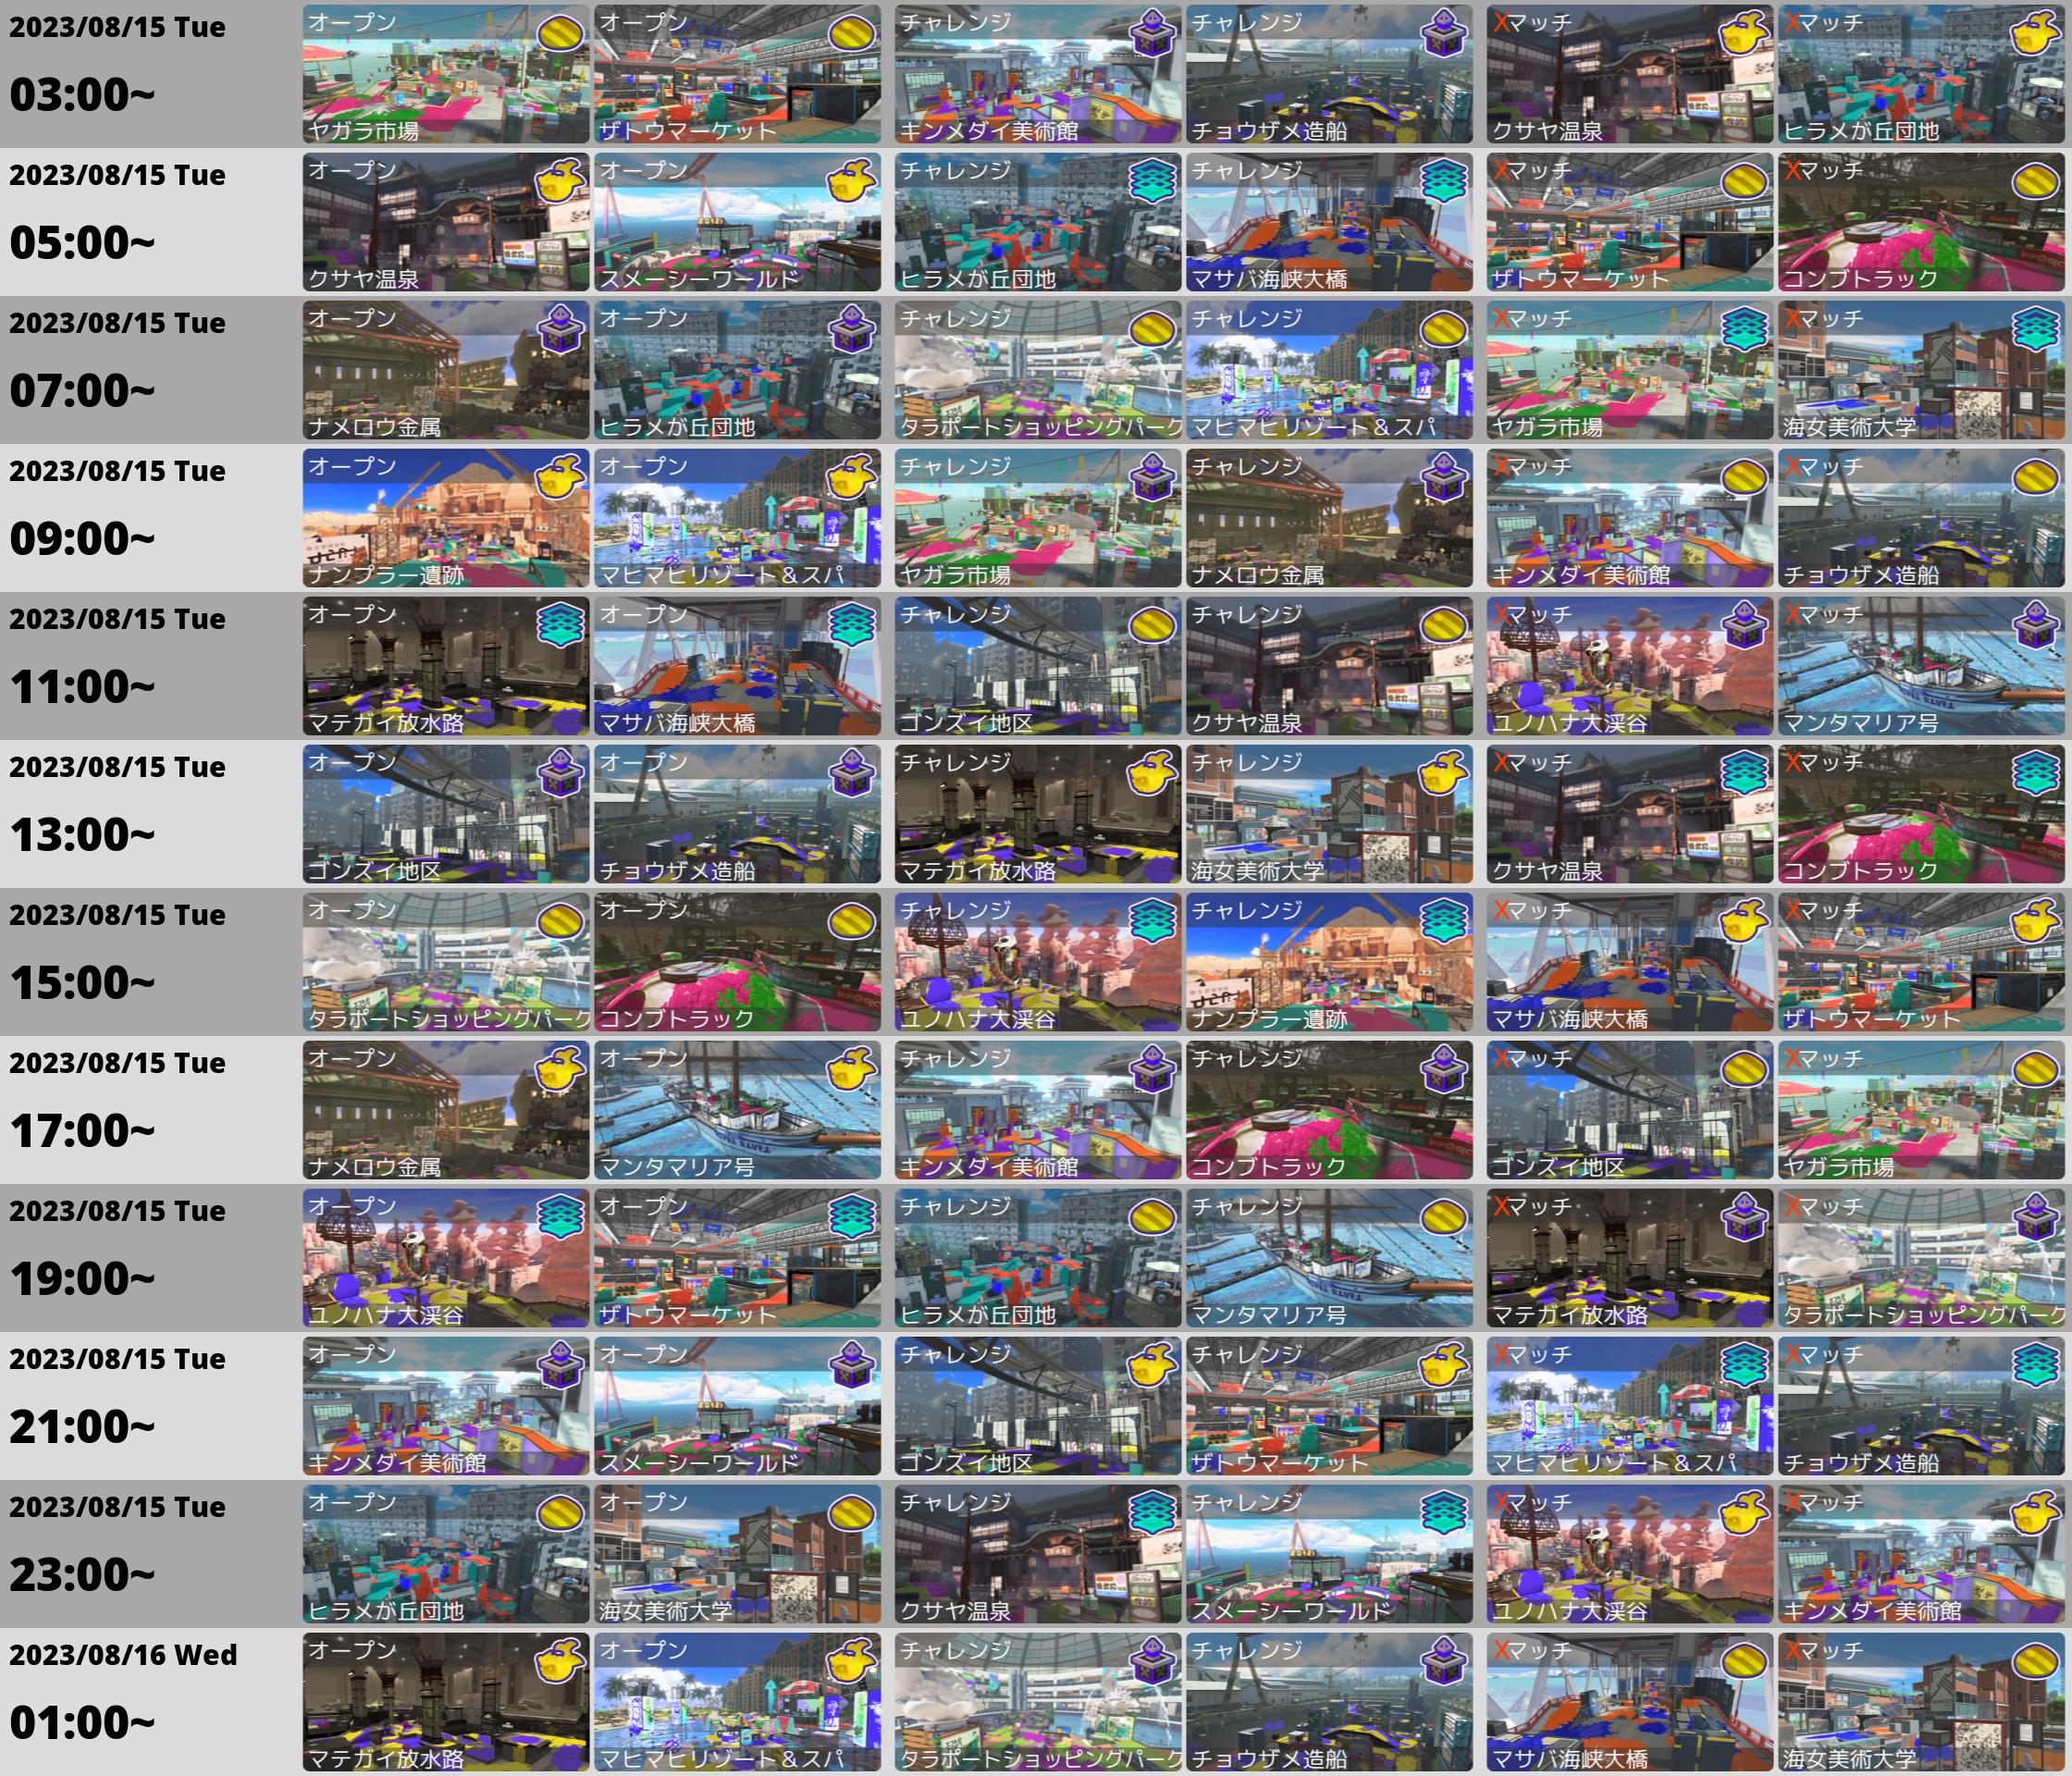 2023/08/15 Tue
03:00~
オープン オープン チャレンジ チャレンジ Xマッチ Xマッチ
ヤガラ市場 ザトウマーケット キンメダイ美術館 チョウザメ造船 クサヤ温泉 ヒラメが丘団地
2023/08/15 Tue
05:00~
オープン オープン チャレンジ チャレンジ Xマッチ Xマッチ
クサヤ温泉 スメーシーワールド ヒラメが丘団地 マサバ海峡大橋 ザトウマーケット コンブトラック
2023/08/15 Tue
07:00~
オープン オープン チャレンジ チャレンジ Xマッチ Xマッチ
ナメロウ金属 ヒラメが丘団地 タラポートショッピングパーク マヒマヒリゾート&スパ ヤガラ市場 海女美術大学
2023/08/15 Tue
09:00~
オープン オープン チャレンジ チャレンジ Xマッチ Xマッチ
ナンプラー遺跡 マヒマヒリゾート&スパ ヤガラ市場 ナメロウ金属 キンメダイ美術館 チョウザメ造船
2023/08/15 Tue
11:00~
オープン オープン チャレンジ チャレンジ Xマッチ Xマッチ
マテガイ放水路 マサバ海峡大橋 ゴンズイ地区 クサヤ温泉 ユノハナ大渓谷 マンタマリア号
2023/08/15 Tue
13:00~
オープン オープン チャレンジ チャレンジ Xマッチ Xマッチ
ゴンズイ地区 チョウザメ造船 マテガイ放水路 海女美術大学 クサヤ温泉 コンブトラック
2023/08/15 Tue
15:00~
オープン オープン チャレンジ チャレンジ Xマッチ Xマッチ
タラポートショッピングパーク コンブトラック ユノハナ大渓谷 ナンプラー遺跡 マサバ海峡大橋 ザトウマーケット
2023/08/15 Tue
17:00~
オープン オープン チャレンジ チャレンジ Xマッチ Xマッチ
ナメロウ金属 マンタマリア号 キンメダイ美術館 コンブトラック ゴンズイ地区 ヤガラ市場
2023/08/15 Tue
19:00~
オープン オープン チャレンジ チャレンジ Xマッチ Xマッチ
ユノハナ大渓谷 ザトウマーケット ヒラメが丘団地 マンタマリア号 マテガイ放水路 タラポートショッピングパーク
2023/08/15 Tue
21:00~
オープン オープン チャレンジ チャレンジ Xマッチ Xマッチ
キンメダイ美術館 スメーシーワールド ゴンズイ地区 ザトウマーケット マヒマヒリゾート&スパ チョウザメ造船
2023/08/15 Tue
23:00~
オープン オープン チャレンジ チャレンジ Xマッチ Xマッチ
ヒラメが丘団地 海女美術大学 クサヤ温泉 スメーシーワールド ユノハナ大渓谷 キンメダイ美術館
2023/08/16 Wed
01:00~
オープン オープン チャレンジ チャレンジ Xマッチ Xマッチ
マテガイ放水路 マヒマヒリゾート&スパ タラポートショッピングパーク チョウザメ造船 マサバ海峡大橋 海女美術大学